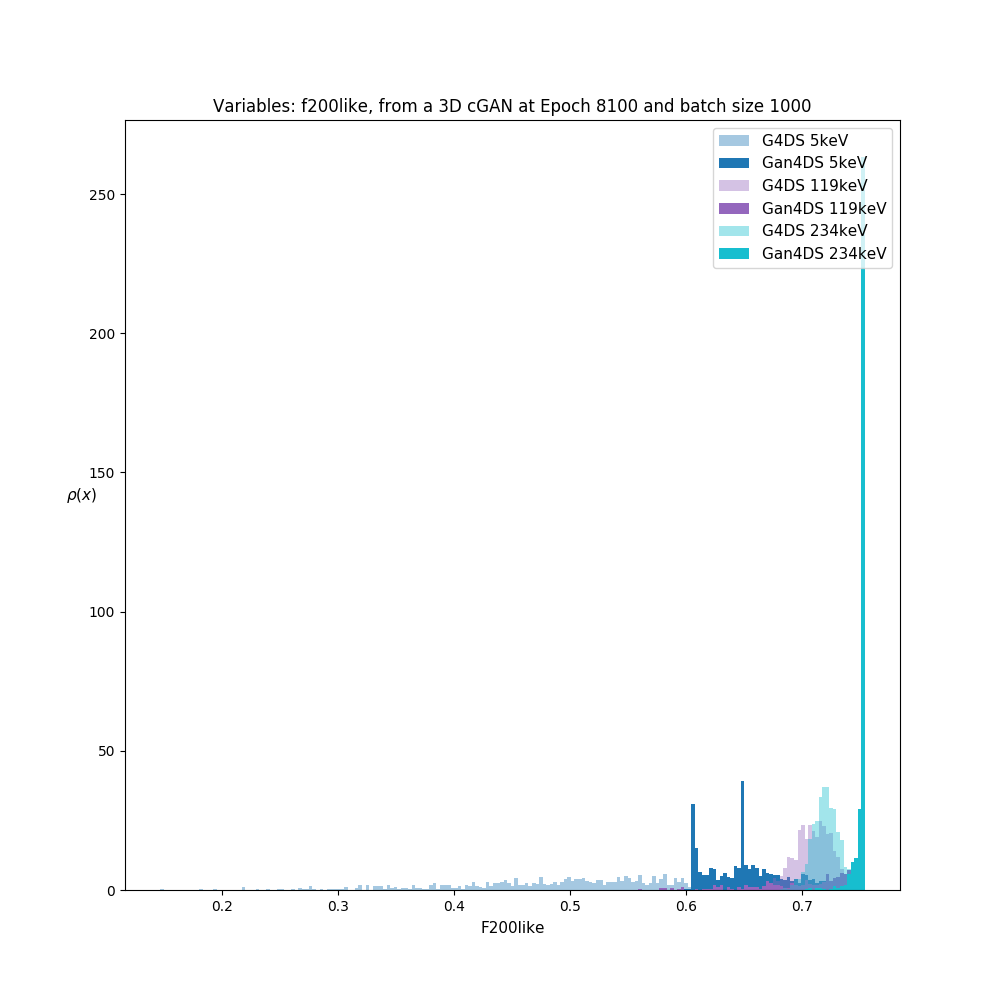 Variables: f200like, from a 3D cGAN at Epoch 8100 and batch size 1000
G4DS 5keV
Gan4DS 5keV
G4DS 119keV
Gan4DS 119keV
G4DS 234keV
Gan4DS 234keV
250
200
150
ρ(x)
100
50
0
0.2 0.3 0.4 0.5 0.6 0.7
F200like